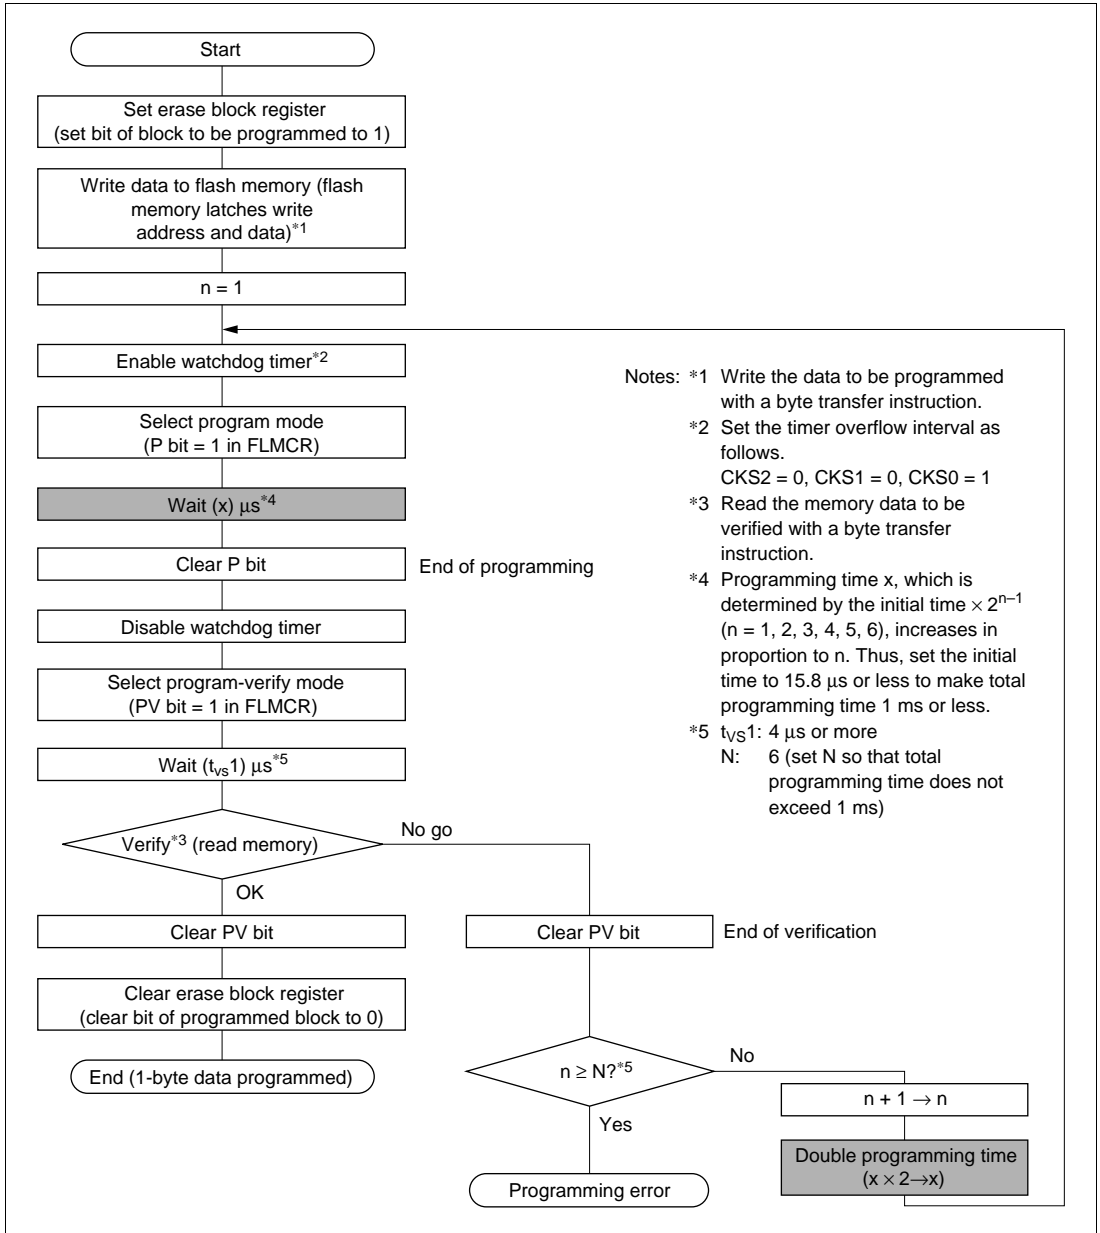 Start
Set erase block register
(set bit of block to be programmed to 1)
Write data to flash memory (flash
memory latches write
address and data)*1
n = 1
Enable watchdog timer*2
Select program mode
(P bit = 1 in FLMCR)
Wait (x) μs*4
Clear P bit
End of programming
Disable watchdog timer
Select program-verify mode
(PV bit = 1 in FLMCR)
Wait (tvs1) μs*5
Verify*3 (read memory)
No go
OK
Clear PV bit
Clear erase block register
(clear bit of programmed block to 0)
End (1-byte data programmed)
Clear PV bit
End of verification
n ≥ N?*5
No
Yes
Programming error
n + 1 → n
Double programming time
(x × 2→x)
Notes: *1 Write the data to be programmed
with a byte transfer instruction.
*2 Set the timer overflow interval as
follows.
CKS2 = 0, CKS1 = 0, CKS0 = 1
*3 Read the memory data to be
verified with a byte transfer
instruction.
*4 Programming time x, which is
determined by the initial time × 2n–1
(n = 1, 2, 3, 4, 5, 6), increases in
proportion to n. Thus, set the initial
time to 15.8 μs or less to make total
programming time 1 ms or less.
*5 tVS1: 4 μs or more
N: 6 (set N so that total
programming time does not
exceed 1 ms)